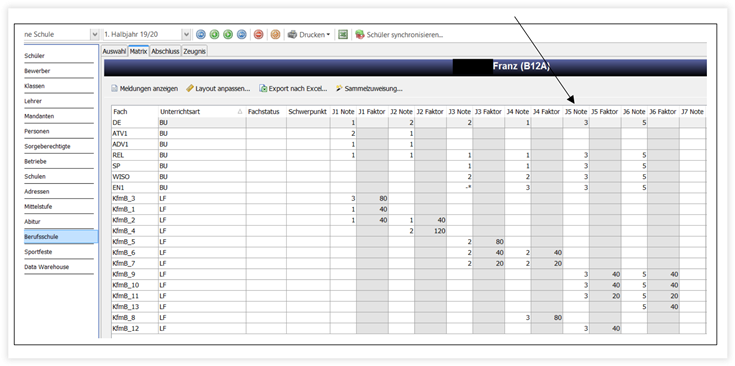 ne Schule 1. Halbjahr 19/20 Drucken Schüler synchronisieren...
Auswahl Matrix Abschluss Zeugnis
Franz (B12A)
Meldungen anzeigen Layout anpassen... Export nach Excel... Sammelzuweisung...
Schüler
Bewerber
Klassen
Lehrer
Mandanten
Personen
Sorgeberechtigte
Betriebe
Schulen
Adressen
Mittelstufe
Abitur
Berufsschule
Sportfeste
Data Warehouse
Fach Unterrichtsart Fachstatus Schwerpunkt J1 Note J1 Faktor J2 Note J2 Faktor J3 Note J3 Faktor J4 Note J4 Faktor J5 Note J5 Faktor J6 Note J6 Faktor J7 Note
DE BU 1 2 2 1 3 5
ATV1 BU 2 1
ADV1 BU 1 1
REL BU 1 1 1 1 3 5
SP BU 1 1 3 5
WISO BU 2 2 3 5
EN1 BU -* 3 3 5
KfmB_3 LF 3 80
KfmB_1 LF 1 40
KfmB_2 LF 1 40 1 40
KfmB_4 LF 2 120
KfmB_5 LF 2 80
KfmB_6 LF 2 40 2 40
KfmB_7 LF 2 20 2 20
KfmB_9 LF 3 40 5 40
KfmB_10 LF 3 40 5 40
KfmB_11 LF 3 20 5 20
KfmB_13 LF 5 40
KfmB_8 LF 3 80
KfmB_12 LF 3 40